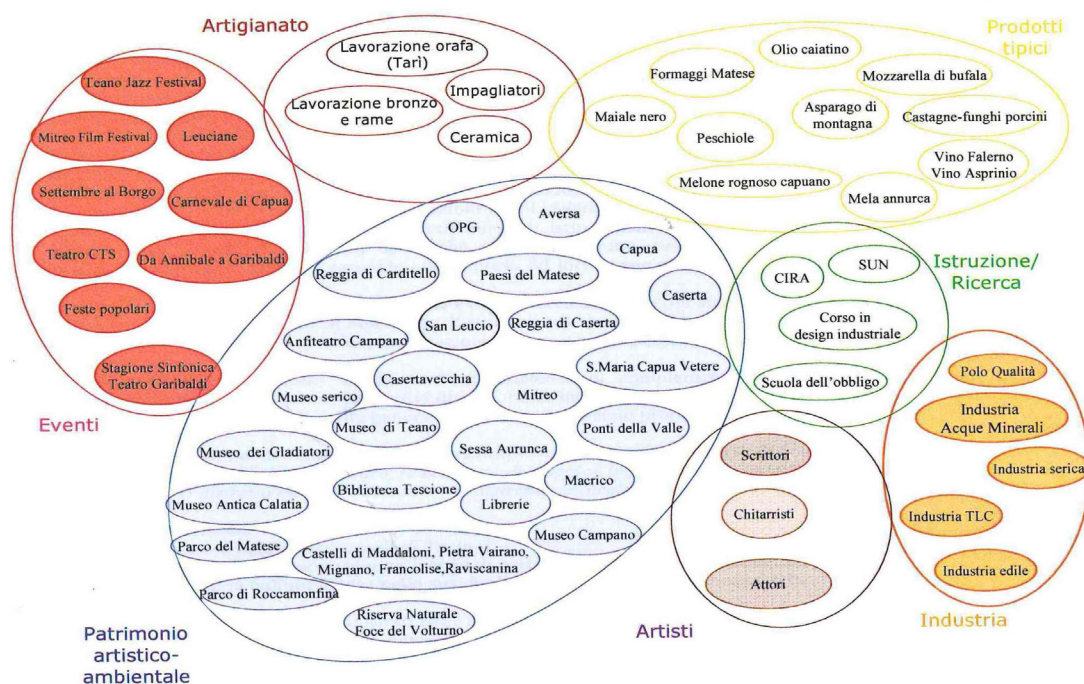 Artigianato
Lavorazione orafa
(Tarì)
Impagliatori
Lavorazione bronzo
e rame
Ceramica
Prodotti
tipici
Olio caiatino
Formaggi Matese
Mozzarella di bufala
Maiale nero
Asparago di
montagna
Castagne-funghi porcini
Peschiole
Vino Falerno
Vino Asprinio
Melone rognoso capuano
Mela annurca
Teano Jazz Festival
Mitreo Film Festival
Leuciane
Settembre al Borgo
Carnevale di Capua
Teatro CTS
Da Annibale a Garibaldi
Feste popolari
Stagione Sinfonica
Teatro Garibaldi
Eventi
OPG
Aversa
Capua
Reggia di Carditello
Paesi del Matese
Caserta
San Leucio
Reggia di Caserta
Anfiteatro Campano
S.Maria Capua Vetere
Casertavecchia
Museo serico
Mitreo
Museo di Teano
Ponti della Valle
Museo dei Gladiatori
Sessa Aurunca
Macrico
Biblioteca Tescione
Museo Antica Calatia
Librerie
Museo Campano
Parco del Matese
Castelli di Maddaloni, Pietra Vairano,
Mignano, Francolise,Raviscanina
Parco di Roccamonfina
Riserva Naturale
Foce del Volturno
Patrimonio
artistico-
ambientale
CIRA
SUN
Istruzione/
Ricerca
Corso in
design industriale
Scuola dell'obbligo
Scrittori
Chitarristi
Attori
Artisti
Polo Qualità
Industria
Acque Minerali
Industria serica
Industria TLC
Industria edile
Industria